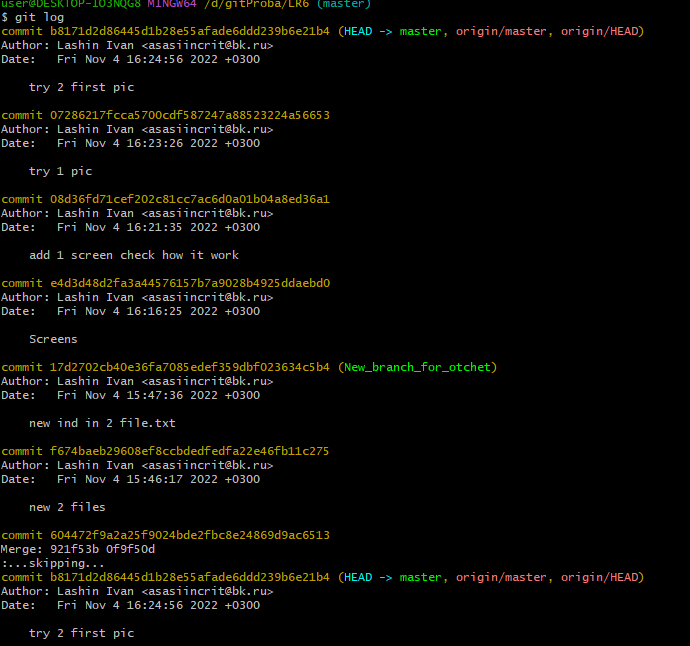 user@DESKTOP-IO3NQG8 MINGW64 /d/gitProba/LR6 (master)
$ git log
commit b8171d2d86445d1b28e55afade6ddd239b6e21b4 (HEAD -> master, origin/master, origin/HEAD)
Author: Lashin Ivan <asasiincrit@bk.ru>
Date:   Fri Nov 4 16:24:56 2022 +0300
    try 2 first pic
commit 07286217fcca5700cdf587247a88523224a56653
Author: Lashin Ivan <asasiincrit@bk.ru>
Date:   Fri Nov 4 16:23:26 2022 +0300
    try 1 pic
commit 08d36fd71cef202c81cc7ac6d0a01b04a8ed36a1
Author: Lashin Ivan <asasiincrit@bk.ru>
Date:   Fri Nov 4 16:21:35 2022 +0300
    add 1 screen check how it work
commit e4d3d48d2fa3a44576157b7a9028b4925ddaebd0
Author: Lashin Ivan <asasiincrit@bk.ru>
Date:   Fri Nov 4 16:16:25 2022 +0300
    Screens
commit 17d2702cb40e36fa7085edef359dbf023634c5b4 (New_branch_for_otchet)
Author: Lashin Ivan <asasiincrit@bk.ru>
Date:   Fri Nov 4 15:47:36 2022 +0300
    new ind in 2 file.txt
commit f674baeb29608ef8ccbdedfedfa22e46fb11c275
Author: Lashin Ivan <asasiincrit@bk.ru>
Date:   Fri Nov 4 15:46:17 2022 +0300
    new 2 files
commit 604472f9a2a25f9024bde2fbc8e24869d9ac6513
Merge: 921f53b 0f9f50d
:...skipping...
commit b8171d2d86445d1b28e55afade6ddd239b6e21b4 (HEAD -> master, origin/master, origin/HEAD)
Author: Lashin Ivan <asasiincrit@bk.ru>
Date:   Fri Nov 4 16:24:56 2022 +0300
    try 2 first pic